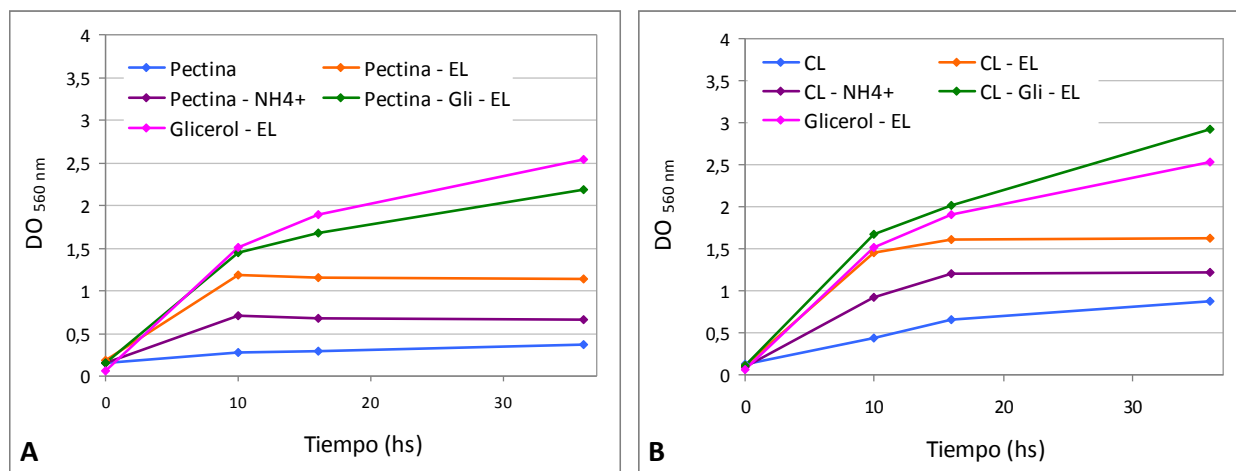 4
3,5
3
2,5
2
1,5
1
0,5
0
DO 560 nm
Pectina
Pectina - EL
Pectina - NH4+
Pectina - Gli - EL
Glicerol - EL
0 10 20 30
Tiempo (hs)
A
4
3,5
3
2,5
2
1,5
1
0,5
0
DO 560 nm
CL
CL - EL
CL - NH4+
CL - Gli - EL
Glicerol - EL
0 10 20 30
Tiempo (hs)
B